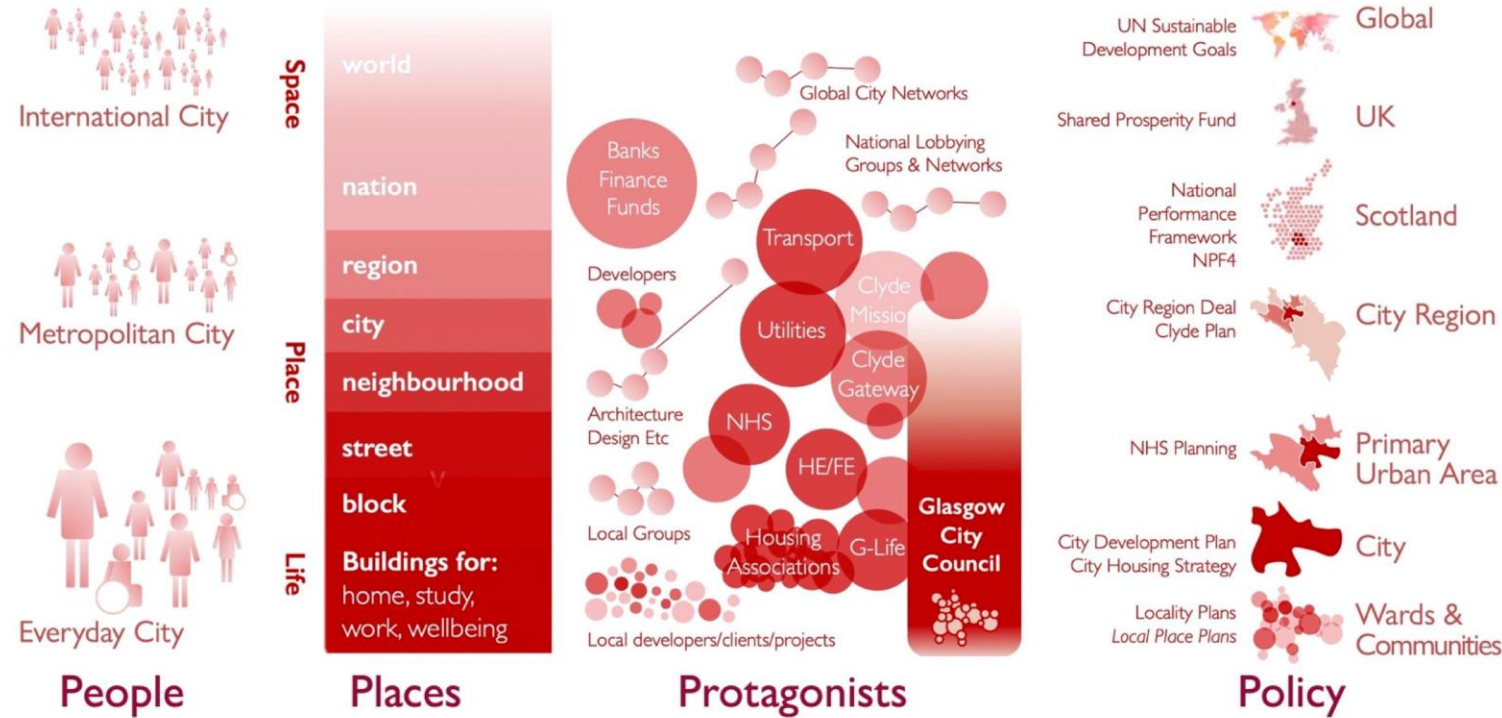 International City
Metropolitan City
Everyday City
People
Space
Place
Life
world
nation
region
city
neighbourhood
street
block
Buildings for:
home, study,
work, wellbeing
Places
Global City Networks
Banks
Finance
Funds
National Lobbying
Groups & Networks
Transport
Developers
Clyde
Missio
Utilities
Clyde
Gateway
Architecture
Design Etc
NHS
HE/FE
Local Groups
Housing
Associations
G-Life
Glasgow
City
Council
Local developers/clients/projects
Protagonists
UN Sustainable
Development Goals
Global
Shared Prosperity Fund
UK
National
Performance
Framework
NPF4
Scotland
City Region Deal
Clyde Plan
City Region
NHS Planning
Primary
Urban Area
City Development Plan
City Housing Strategy
City
Locality Plans
Local Place Plans
Wards &
Communities
Policy